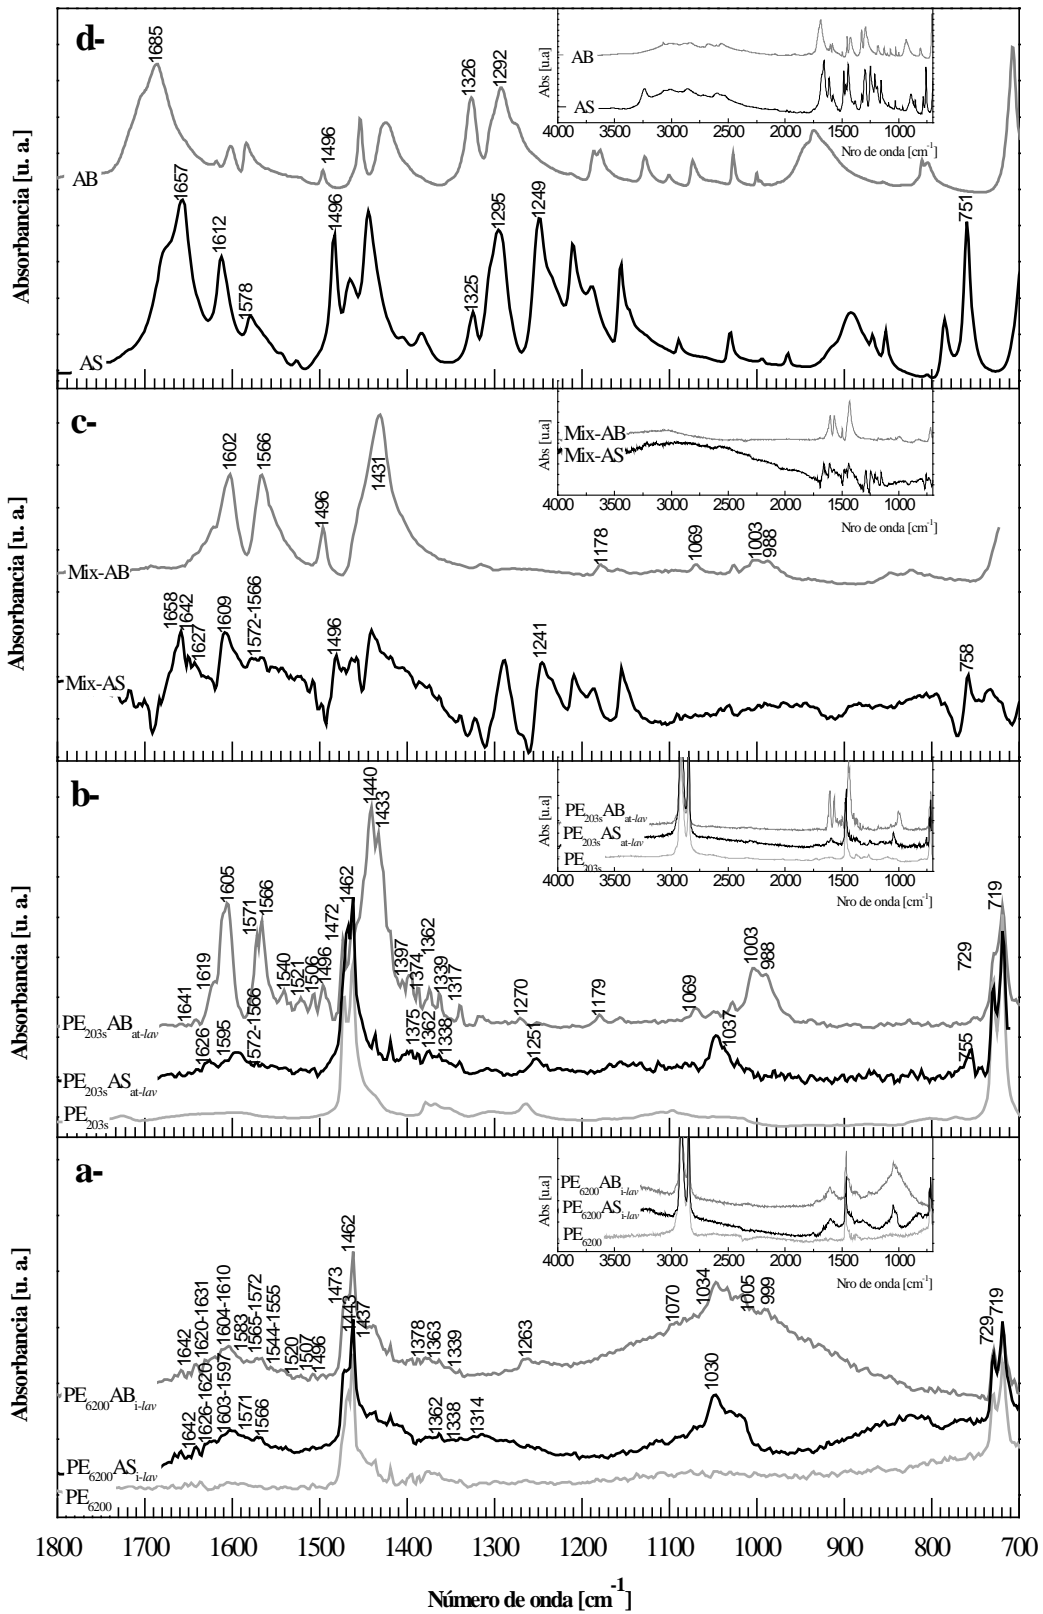 d-
Absorbancia [u. a.]
1685
1326
1292
1496
AB
1657
1612
1578
1496
1325
1295
1249
751
AS
Abs [u.a]
AB
AS
4000 3500 3000 2500 2000 1500 1000
Nro de onda [cm-1]
c-
Absorbancia [u. a.]
1602
1566
1496
1431
1178
1069
1003
988
Mix-AB
1658
1642
1627
1609
1572-1566
1496
1241
758
Mix-AS
Abs [u.a]
Mix-AB
Mix-AS
4000 3500 3000 2500 2000 1500 1000
Nro de onda [cm-1]
b-
Absorbancia [u. a.]
1641
1619
1605
1571
1566
1540
1521
1506
1496
1472
1462
1440
1433
1397
1374
1362
1339
1317
1270
1179
1069
1003
988
729
719
PE203sABat-lav
1626
1595
1572-1566
1375
1362
1338
1251
1037
755
PE203sASat-lav
PE203s
Abs [u.a]
PE203sABat-lav
PE203sASat-lav
PE203s
4000 3500 3000 2500 2000 1500 1000
Nro de onda [cm-1]
a-
Absorbancia [u. a.]
1642
1620-1631
1604-1610
1583
1565-1572
1544-1555
1520
1507
1496
1473
1462
1443
1437
1378
1363
1339
1263
1070
1034
1005
999
729
719
PE6200ABi-lav
1642
1626-1620
1603-1597
1571
1566
1362
1338
1314
1030
PE6200ASi-lav
PE6200
Abs [u.a]
PE6200ABi-lav
PE6200ASi-lav
PE6200
4000 3500 3000 2500 2000 1500 1000
Nro de onda [cm-1]
1800 1700 1600 1500 1400 1300 1200 1100 1000 900 800 700
Número de onda [cm-1]